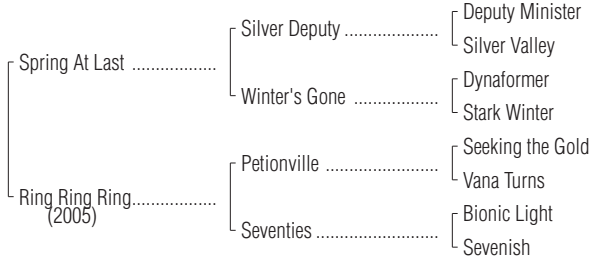 Deputy Minister
Silver Deputy ....................
Silver Valley
Spring At Last ..................
Dynaformer
Winter's Gone ..................
Stark Winter
Seeking the Gold
Petionville ........................
Vana Turns
Ring Ring Ring..................
(2005)
Bionic Light
Seventies ..........................
Sevenish